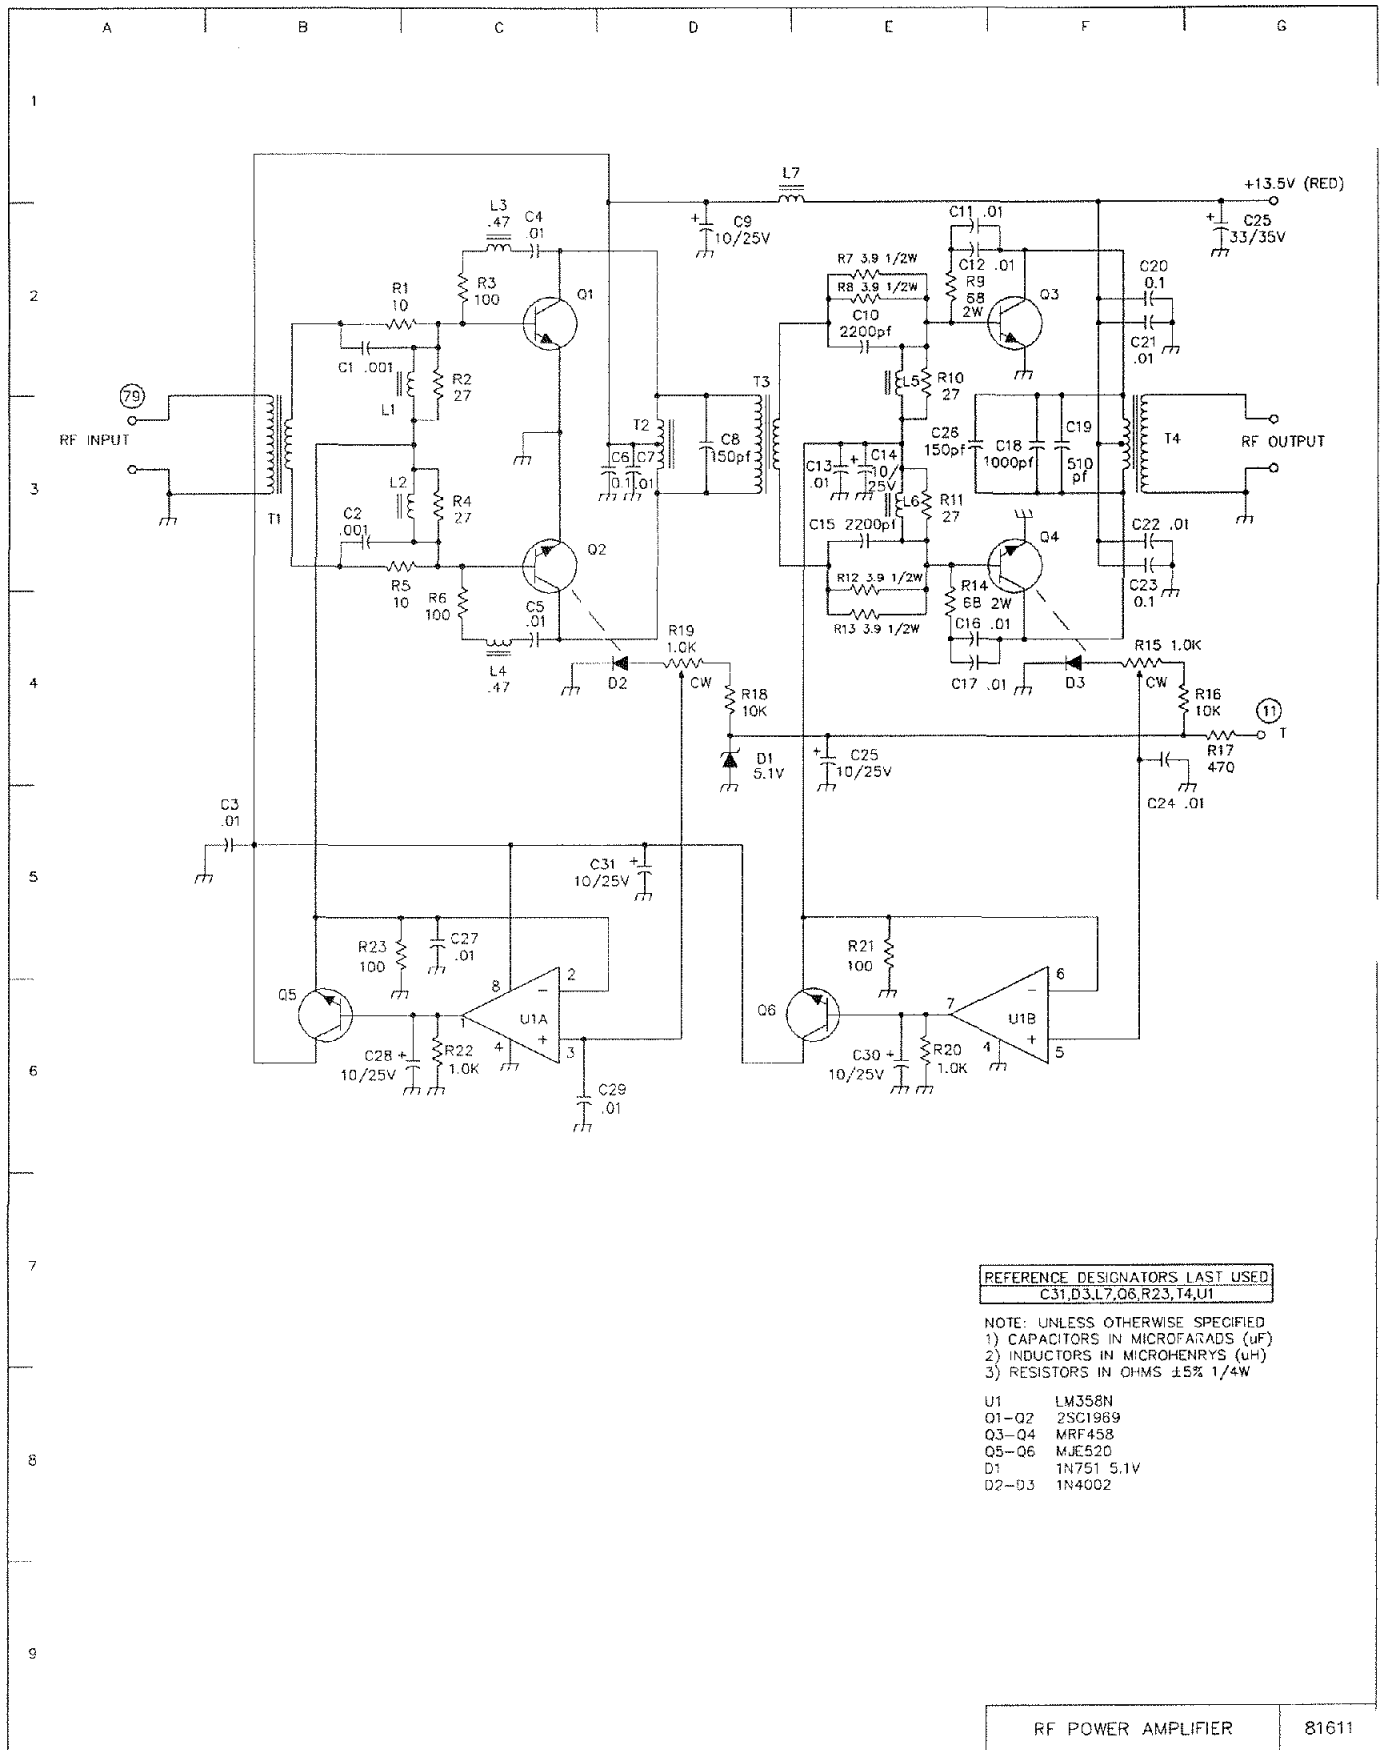 A B C D E F G
1
2
3
4
5
6
7
8
9
L7
+13.5V (RED)
L3
.47
C4
.01
C9
10/25V
C11 .01
C25
33/35V
R7 3.9 1/2W
C12 .01
C20
0.1
R3
100
Q1
R8 3.9 1/2W
R9
68
2W
Q3
R1
10
C10
2200pf
C21
.01
C1 .001
R2
27
L1
T3
L5
R10
27
79
RF INPUT
T2
C8
150pf
C26
150pf
C18
1000pf
C19
510
pf
T4
RF OUTPUT
C6
0.1
C7
.01
C13
.01
C14
10/
25V
L2
R4
27
L6
R11
27
T1
C2
.001
C15 2200pf
C22 .01
Q2
Q4
R5
10
R6
100
C5
.01
R12 3.9 1/2W
R14
68 2W
C23
0.1
R13 3.9 1/2W
C16 .01
R19
1.0K
R15 1.0K
L4
.47
D2
CW
C17 .01
D3
CW
R18
10K
R16
10K
11
T
D1
5.1V
C25
10/25V
R17
470
C24 .01
C3
.01
C31
10/25V
R23
100
C27
.01
R21
100
Q5
8
2
U1A
1
4
3
Q6
7
6
U1B
4
5
C28
10/25V
R22
1.0K
C29
.01
C30
10/25V
R20
1.0K
REFERENCE DESIGNATORS LAST USED
C31,D3,L7,Q6,R23,T4,U1
NOTE: UNLESS OTHERWISE SPECIFIED
1) CAPACITORS IN MICROFARADS (uF)
2) INDUCTORS IN MICROHENRYS (uH)
3) RESISTORS IN OHMS ±5% 1/4W
U1 LM358N
Q1-Q2 2SC1969
Q3-Q4 MRF458
Q5-Q6 MJE520
D1 1N751 5.1V
D2-D3 1N4002
RF POWER AMPLIFIER 81611